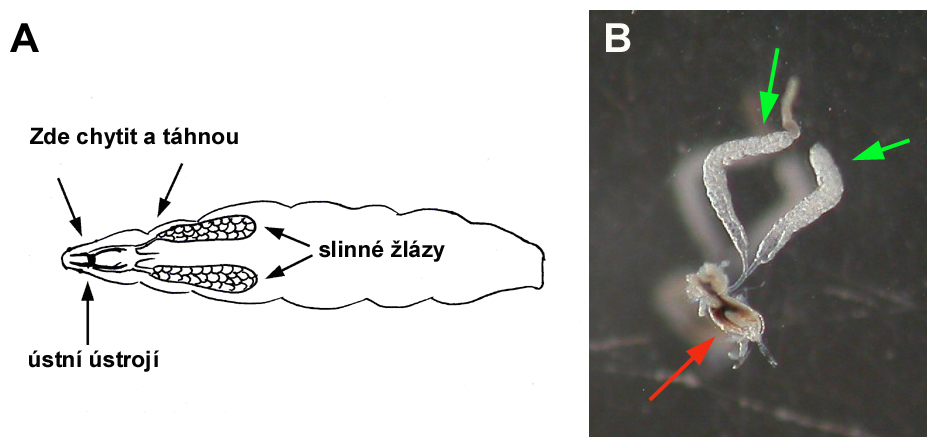 A
B
Zde chytit a táhnou
slinné žlázy
ústní ústrojí